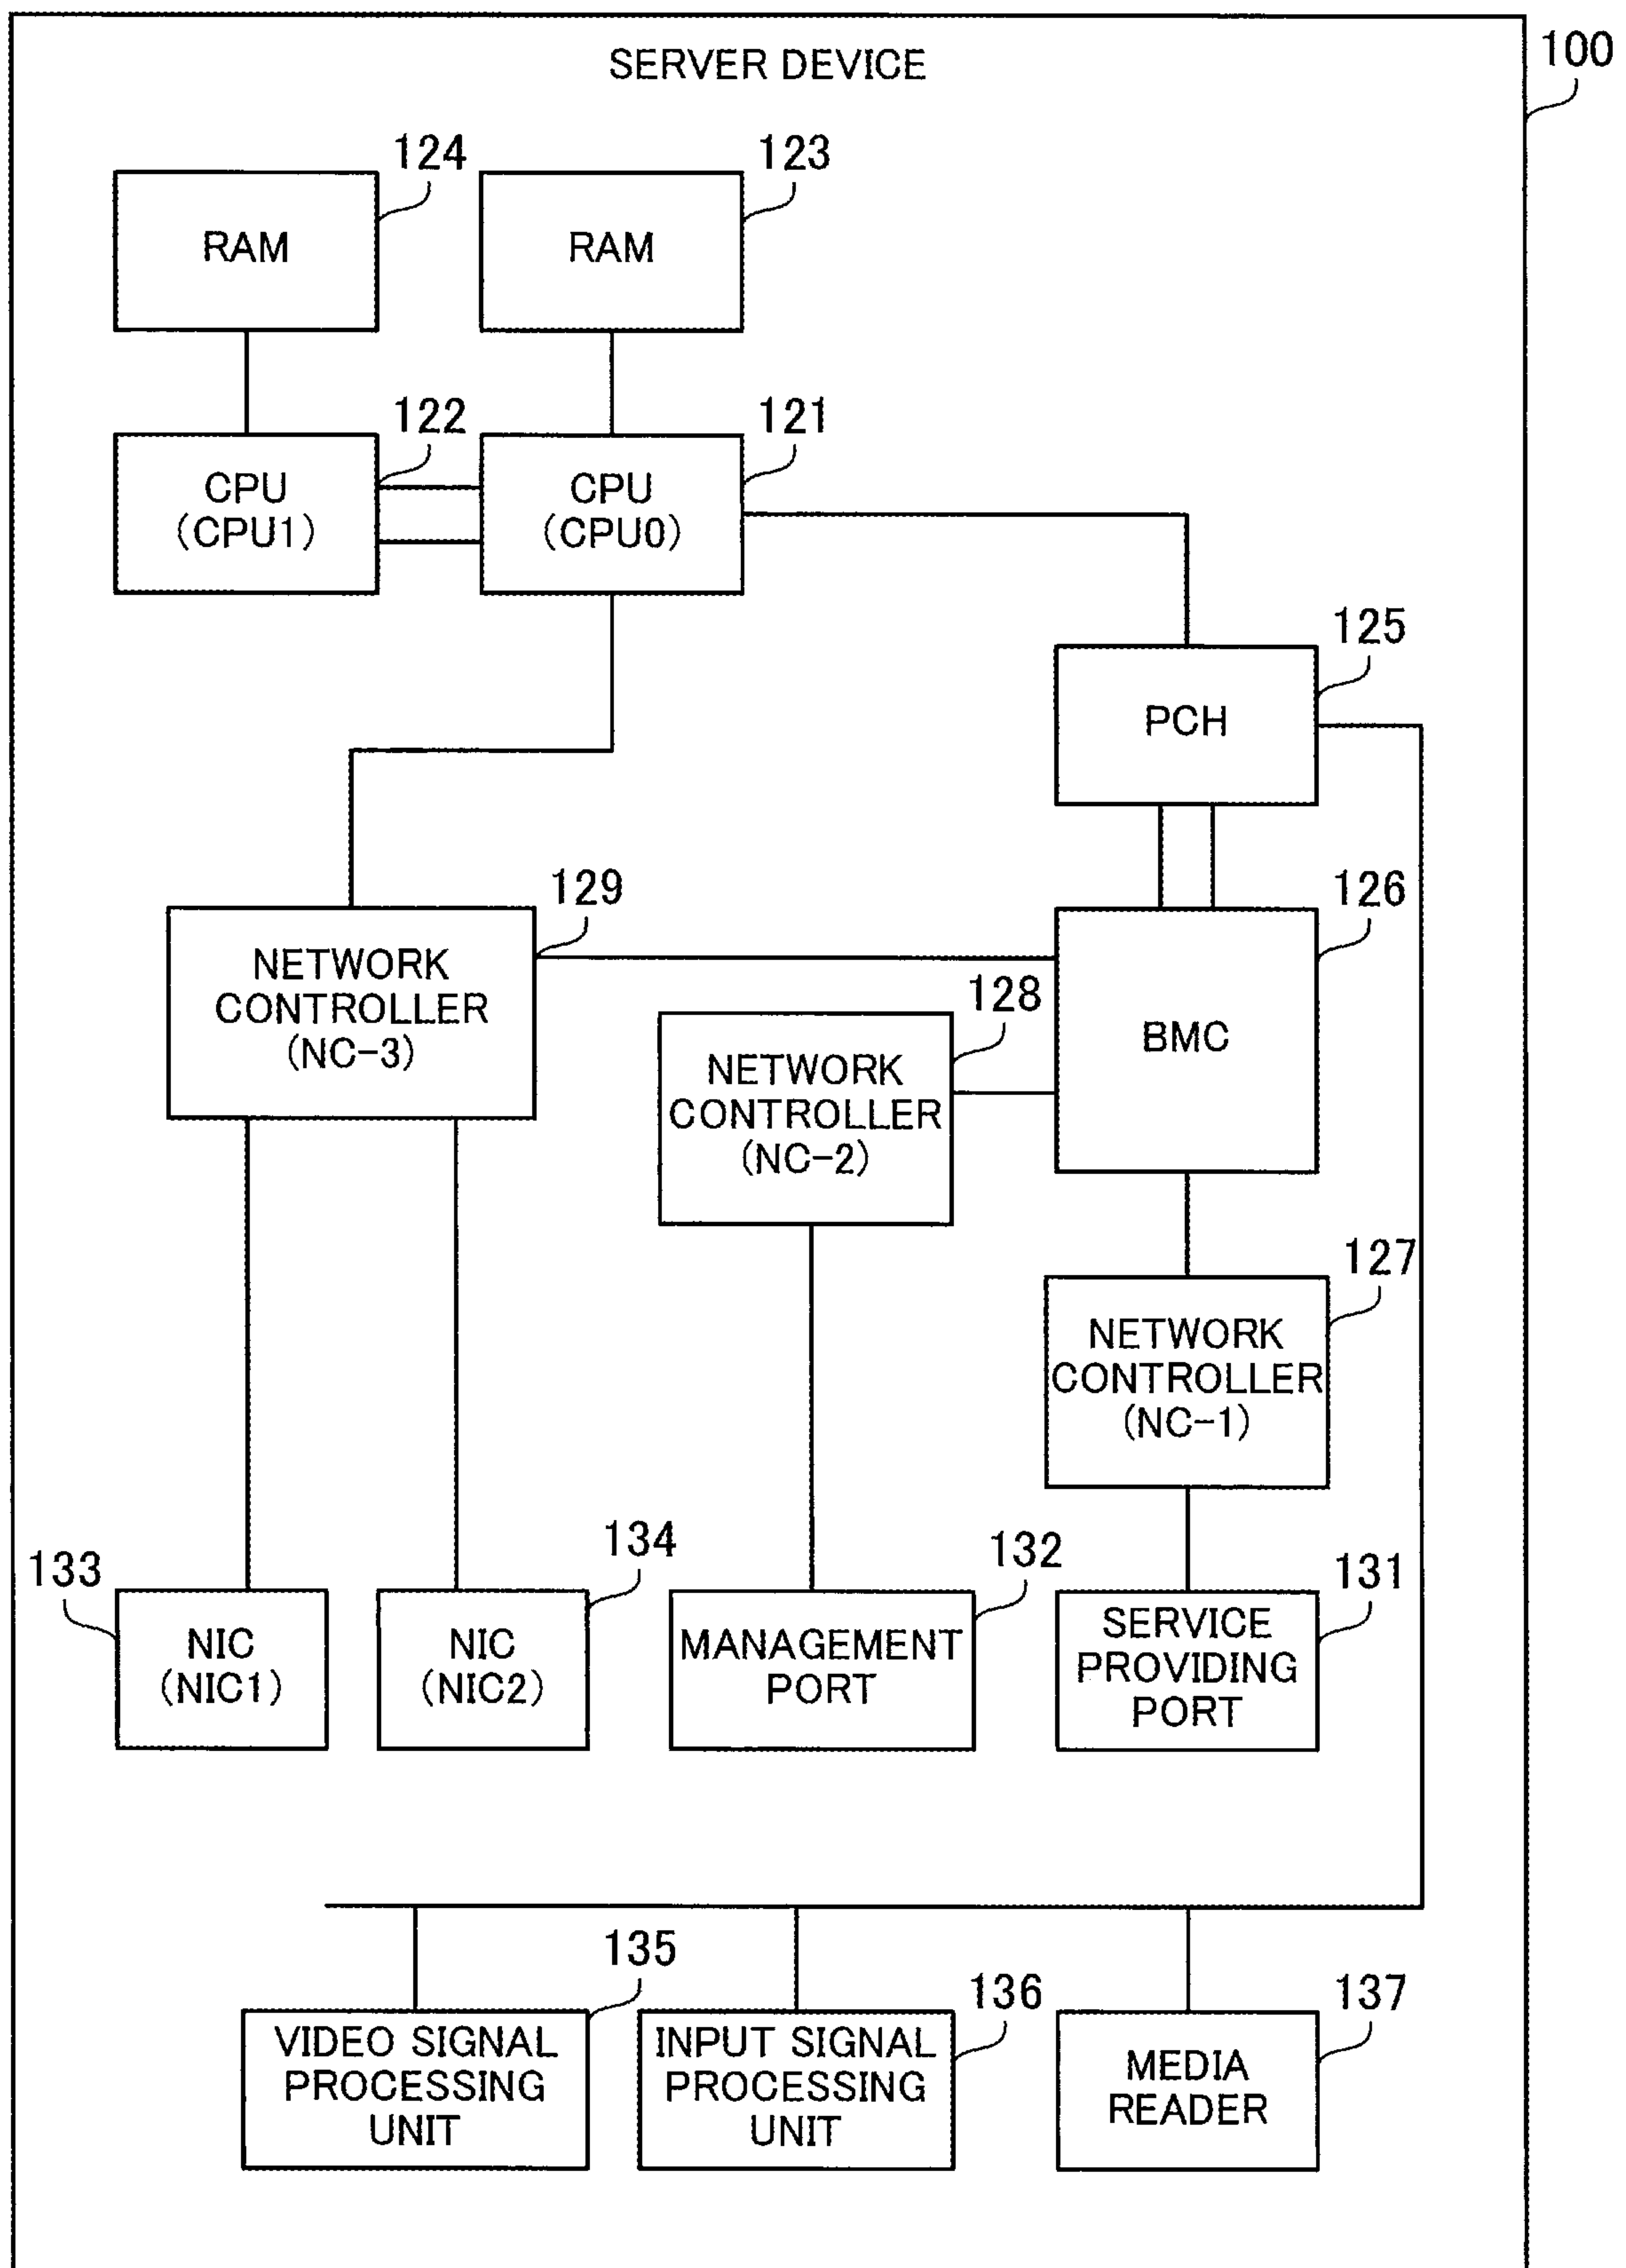 SERVER DEVICE
100
124
123
RAM
RAM
122
121
CPU
(CPU1)
CPU
(CPU0)
125
PCH
129
126
NETWORK
CONTROLLER
(NC-3)
128
BMC
NETWORK
CONTROLLER
(NC-2)
127
NETWORK
CONTROLLER
(NC-1)
133
134
132
131
NIC
(NIC1)
NIC
(NIC2)
MANAGEMENT
PORT
SERVICE
PROVIDING
PORT
135
136
137
VIDEO SIGNAL
PROCESSING
UNIT
INPUT SIGNAL
PROCESSING
UNIT
MEDIA
READER